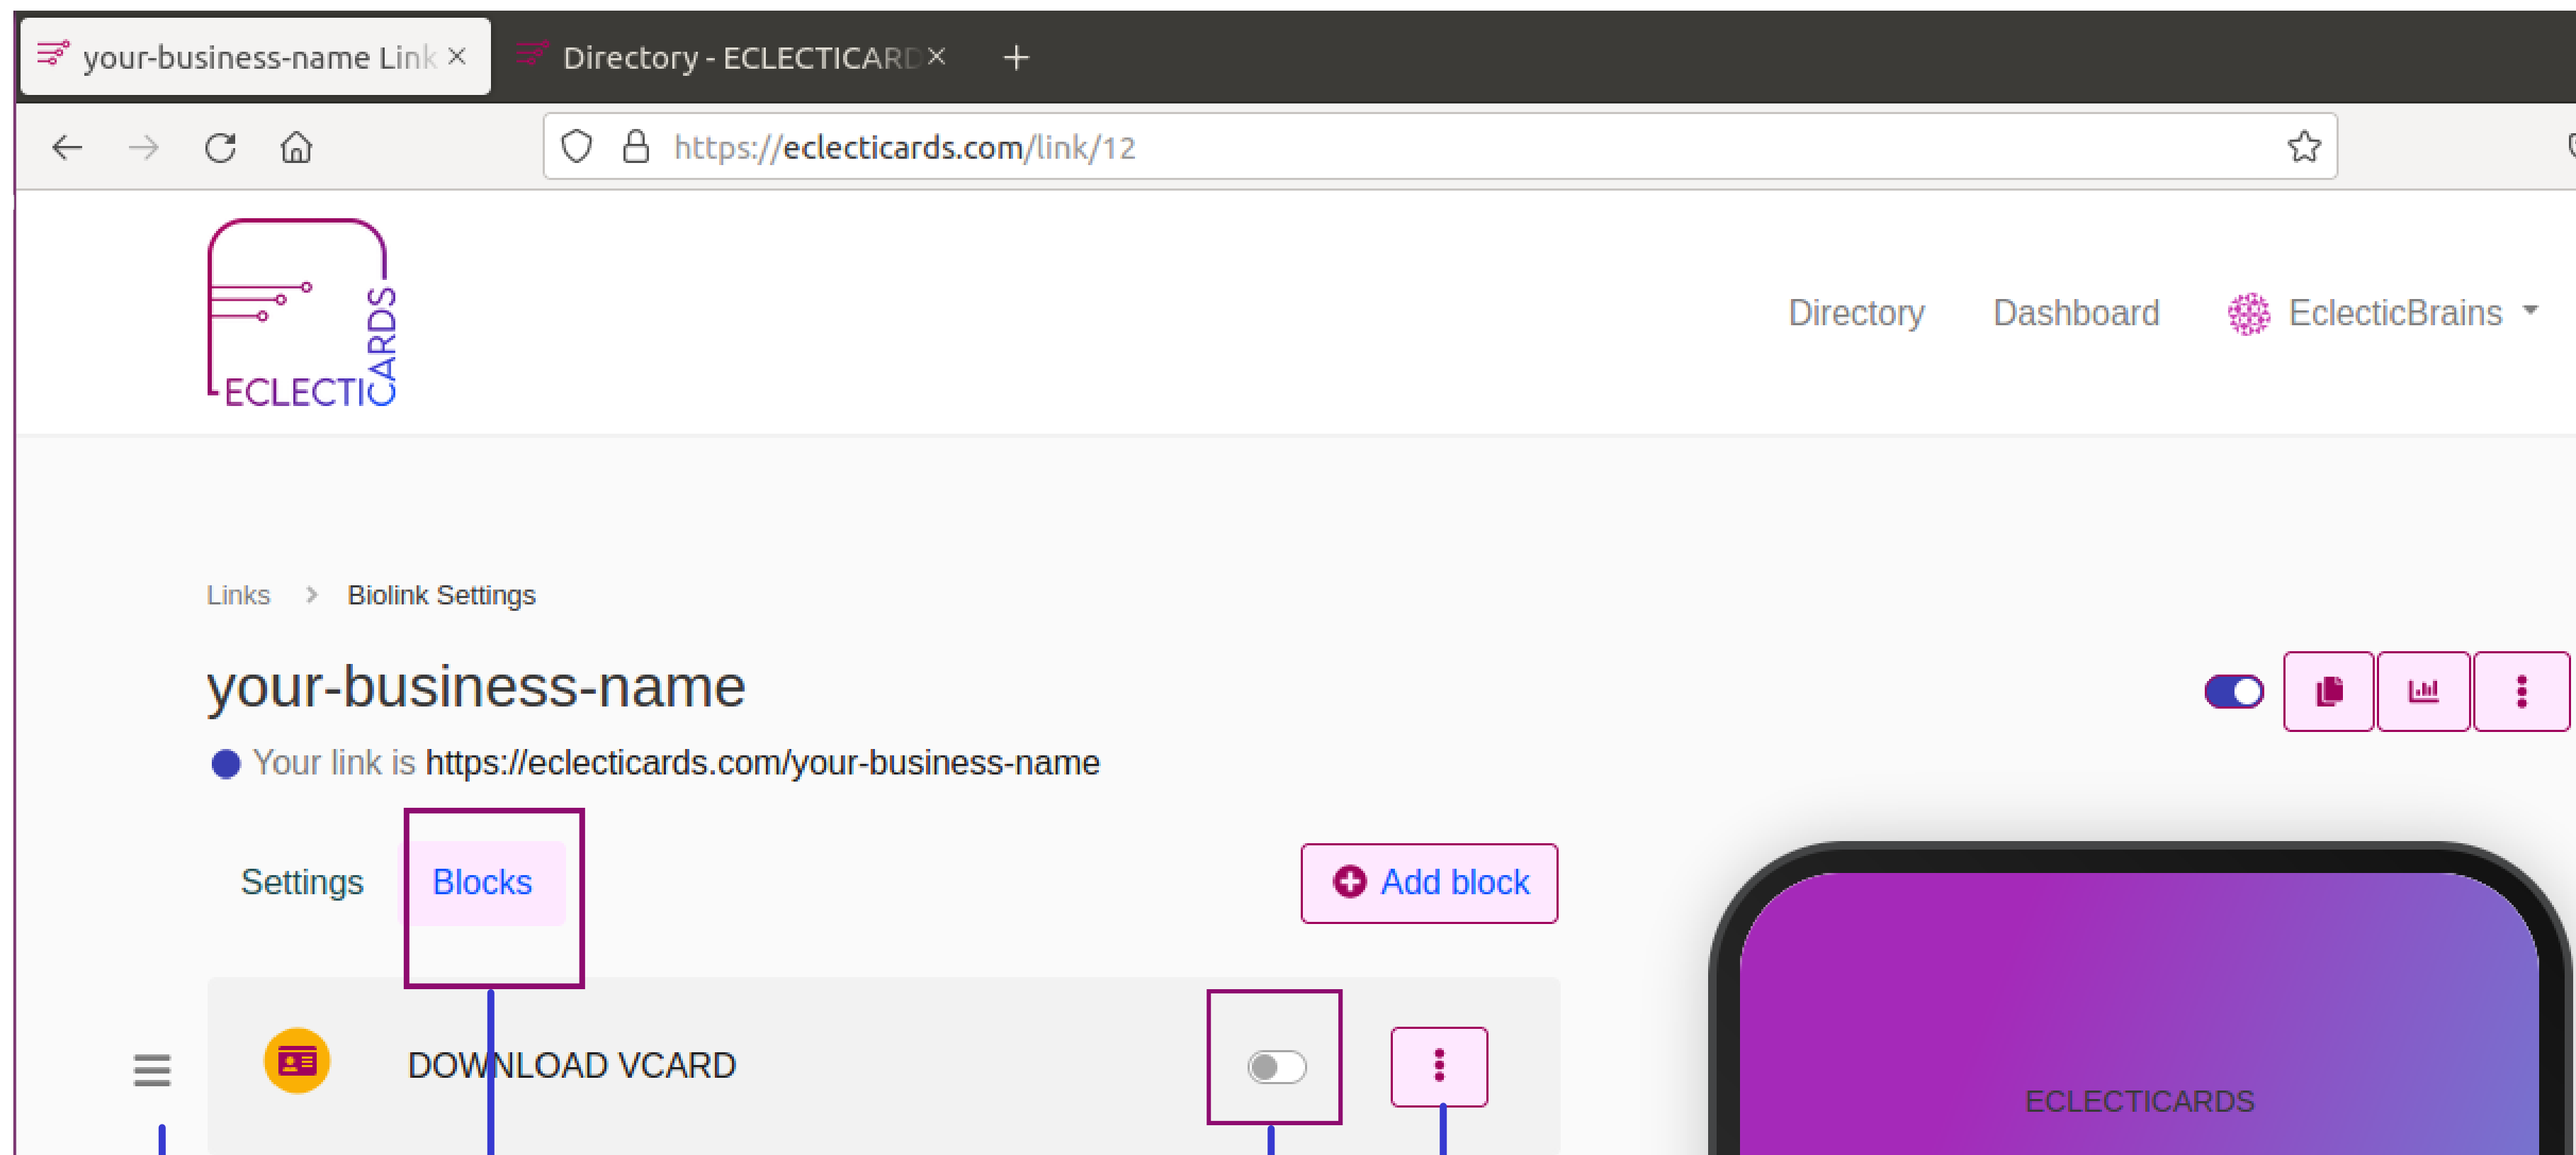 your-business-name Link
Directory - ECLECTICARD
https://eclecticards.com/link/12
ECLECTICARDS
Directory
Dashboard
EclecticBrains
Links
Biolink Settings
your-business-name
Your link is https://eclecticards.com/your-business-name
Settings
Blocks
Add block
DOWNLOAD VCARD
ECLECTICARDS